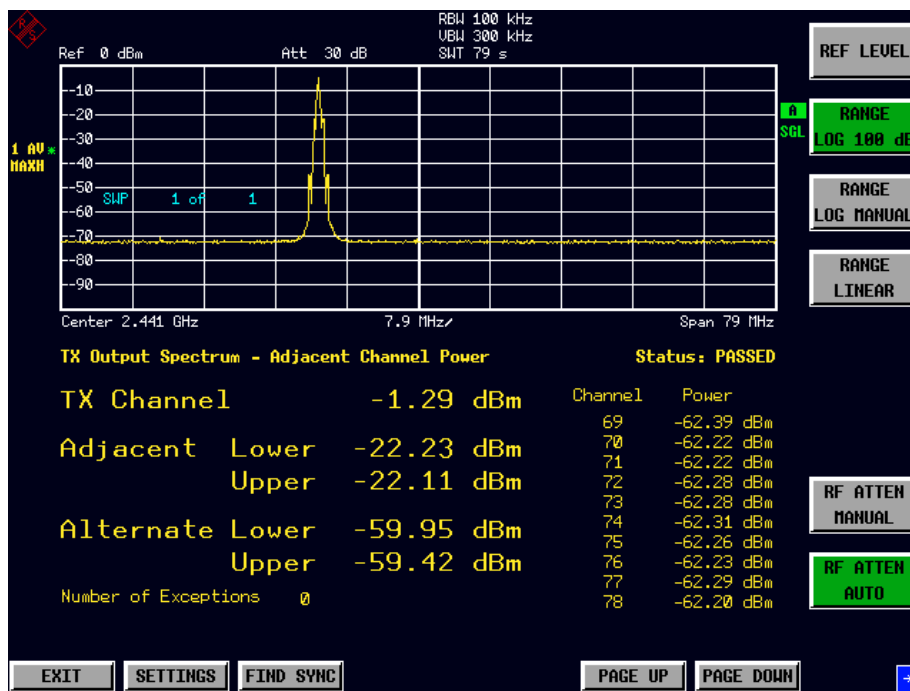 RBW 100 kHz
VBW 300 kHz
Ref 0 dBm Att 30 dB SWT 79 s
R S
-10
-20
-30
-40
-50
-60
-70
-80
-90
1 AV *
MAXH
SWP 1 of 1
A
SGL
Center 2.441 GHz 7.9 MHz/ Span 79 MHz
TX Output Spectrum - Adjacent Channel Power Status: PASSED
TX Channel -1.29 dBm
Adjacent Lower -22.23 dBm
Upper -22.11 dBm
Alternate Lower -59.95 dBm
Upper -59.42 dBm
Number of Exceptions 0
Channel Power
69 -62.39 dBm
70 -62.22 dBm
71 -62.22 dBm
72 -62.28 dBm
73 -62.28 dBm
74 -62.31 dBm
75 -62.26 dBm
76 -62.23 dBm
77 -62.29 dBm
78 -62.20 dBm
REF LEVEL
RANGE
LOG 100 dB
RANGE
LOG MANUAL
RANGE
LINEAR
RF ATTEN
MANUAL
RF ATTEN
AUTO
EXIT SETTINGS FIND SYNC PAGE UP PAGE DOWN